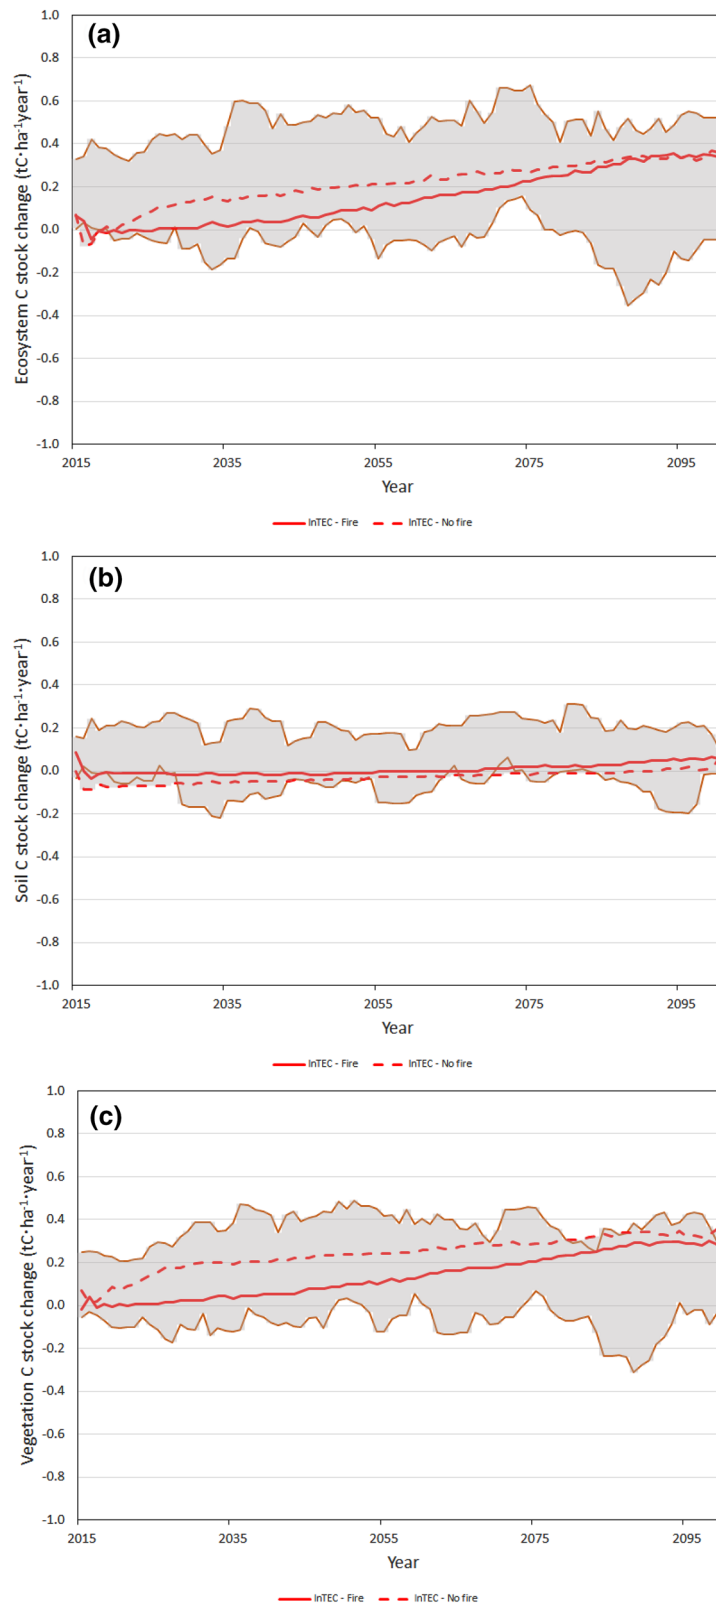 (a)
1.0
0.8
0.6
0.4
0.2
0.0
-0.2
-0.4
-0.6
-0.8
-1.0
Ecosystem C stock change (tC·ha⁻¹·year⁻¹)
2015 2035 2055 2075 2095
Year
InTEC - Fire InTEC - No fire
(b)
1.0
0.8
0.6
0.4
0.2
0.0
-0.2
-0.4
-0.6
-0.8
-1.0
Soil C stock change (tC·ha⁻¹·year⁻¹)
2015 2035 2055 2075 2095
Year
InTEC - Fire InTEC - No fire
(c)
1.0
0.8
0.6
0.4
0.2
0.0
-0.2
-0.4
-0.6
-0.8
-1.0
Vegetation C stock change (tC·ha⁻¹·year⁻¹)
2015 2035 2055 2075 2095
Year
InTEC - Fire InTEC - No fire